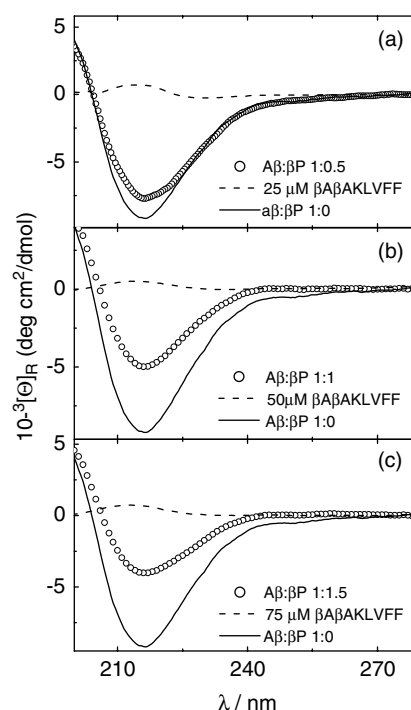 10⁻³[Θ]R (deg cm²/dmol)
(a)
0
-5
Aβ:βP 1:0.5
25 μM βAβAKLVFF
aβ:βP 1:0
(b)
0
-5
Aβ:βP 1:1
50μM βAβAKLVFF
Aβ:βP 1:0
5
(c)
0
-5
Aβ:βP 1:1.5
75 μM βAβAKLVFF
Aβ:βP 1:0
210 240 270
λ / nm